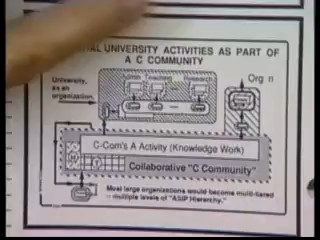 UNIVERSITY ACTIVITIES AS PART OF
A C COMMUNITY
University,
as an
organization.
Admin Teaching Research
Org n
C-Com's A Activity (Knowledge Work)
Collaborative "C Community"
Most large organizations would become multi-tiered
-- multiple levels of "ASIP Hierarchy."